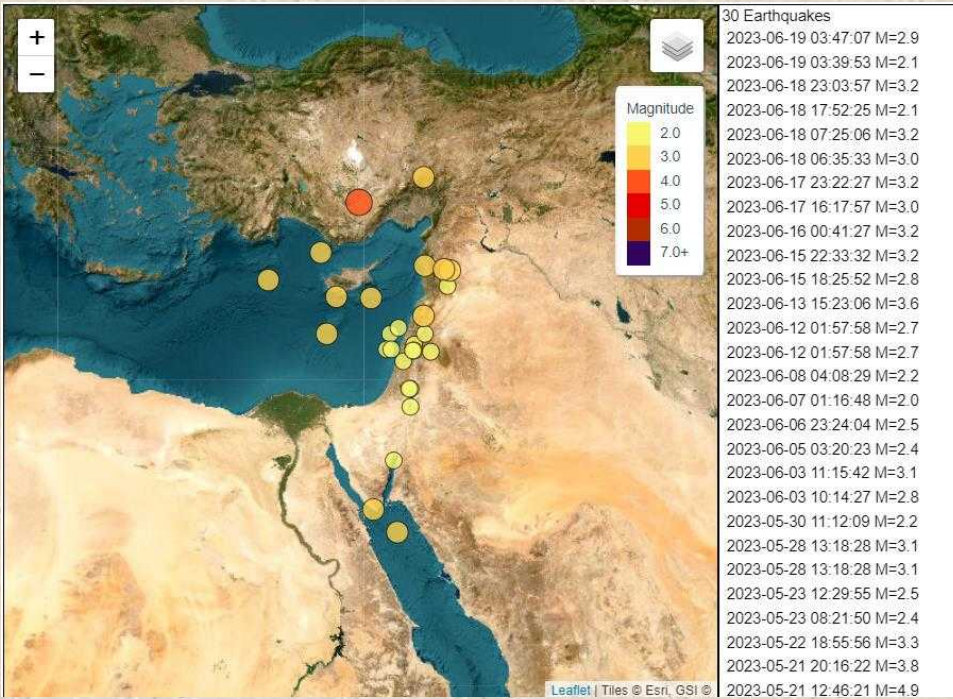 +
−
Magnitude
2.0
3.0
4.0
5.0
6.0
7.0+
Leaflet | Tiles © Esri, GSI ©
30 Earthquakes
2023-06-19 03:47:07 M=2.9
2023-06-19 03:39:53 M=2.1
2023-06-18 23:03:57 M=3.2
2023-06-18 17:52:25 M=2.1
2023-06-18 07:25:06 M=3.2
2023-06-18 06:35:33 M=3.0
2023-06-17 23:22:27 M=3.2
2023-06-17 16:17:57 M=3.0
2023-06-16 00:41:27 M=3.2
2023-06-15 22:33:32 M=3.2
2023-06-15 18:25:52 M=2.8
2023-06-13 15:23:06 M=3.6
2023-06-12 01:57:58 M=2.7
2023-06-12 01:57:58 M=2.7
2023-06-08 04:08:29 M=2.2
2023-06-07 01:16:48 M=2.0
2023-06-06 23:24:04 M=2.5
2023-06-05 03:20:23 M=2.4
2023-06-03 11:15:42 M=3.1
2023-06-03 10:14:27 M=2.8
2023-05-30 11:12:09 M=2.2
2023-05-28 13:18:28 M=3.1
2023-05-28 13:18:28 M=3.1
2023-05-23 12:29:55 M=2.5
2023-05-23 08:21:50 M=2.4
2023-05-22 18:55:56 M=3.3
2023-05-21 20:16:22 M=3.8
2023-05-21 12:46:21 M=4.9